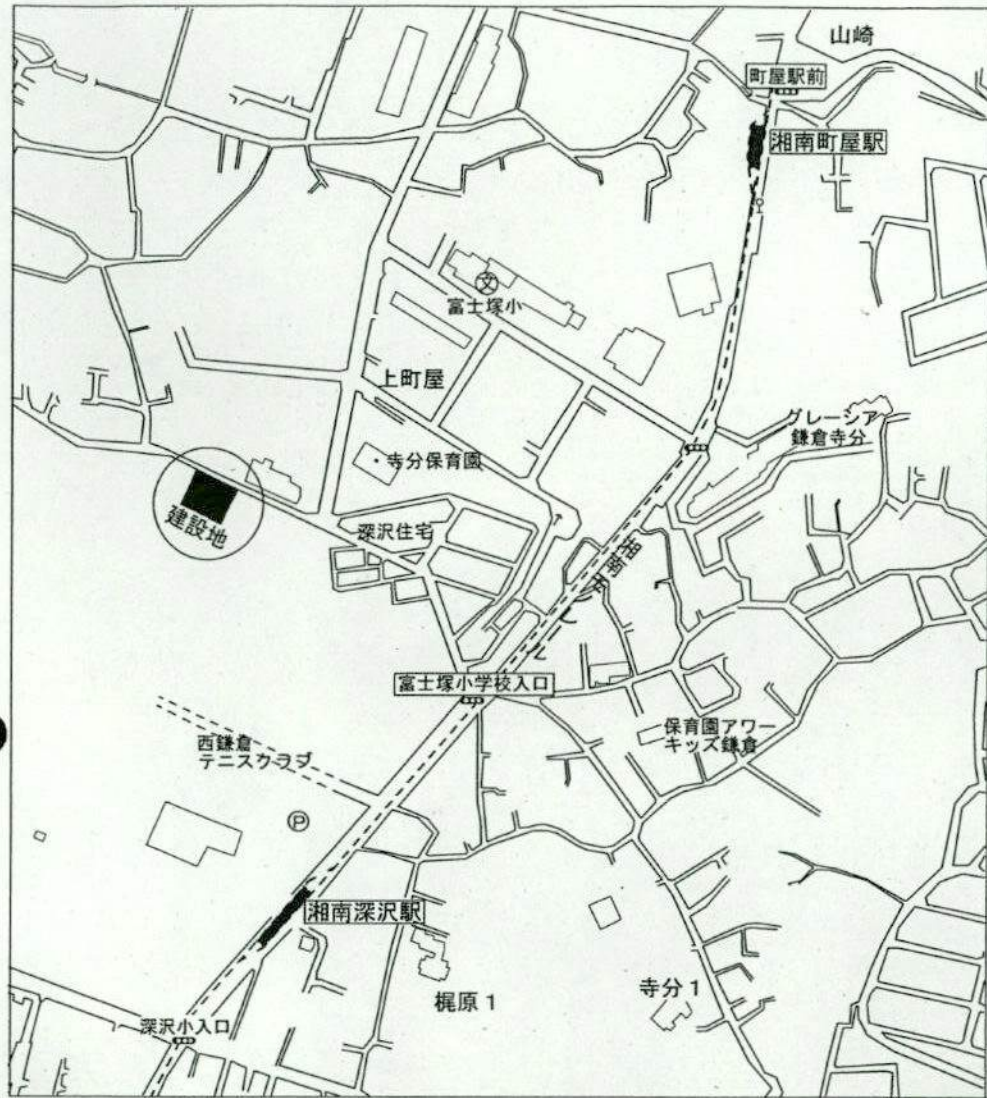 山崎
町屋駅前
湘南町屋駅
文
富士塚小
上町屋
グレーシア
鎌倉寺分
・寺分保育園
建設地
深沢住宅
湘南モノレール
富士塚小学校入口
保育園アワー
キッズ鎌倉
西鎌倉
テニスクラブ
P
湘南深沢駅
梶原1
寺分1
深沢小入口